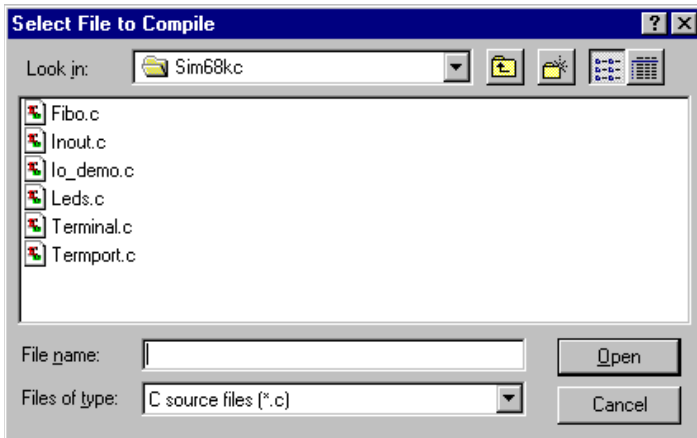 Select File to Compile
Look in: Sim68kc
Fibo.c
Inout.c
Io_demo.c
Leds.c
Terminal.c
Termport.c
File name: Open
Files of type: C source files (*.c) Cancel